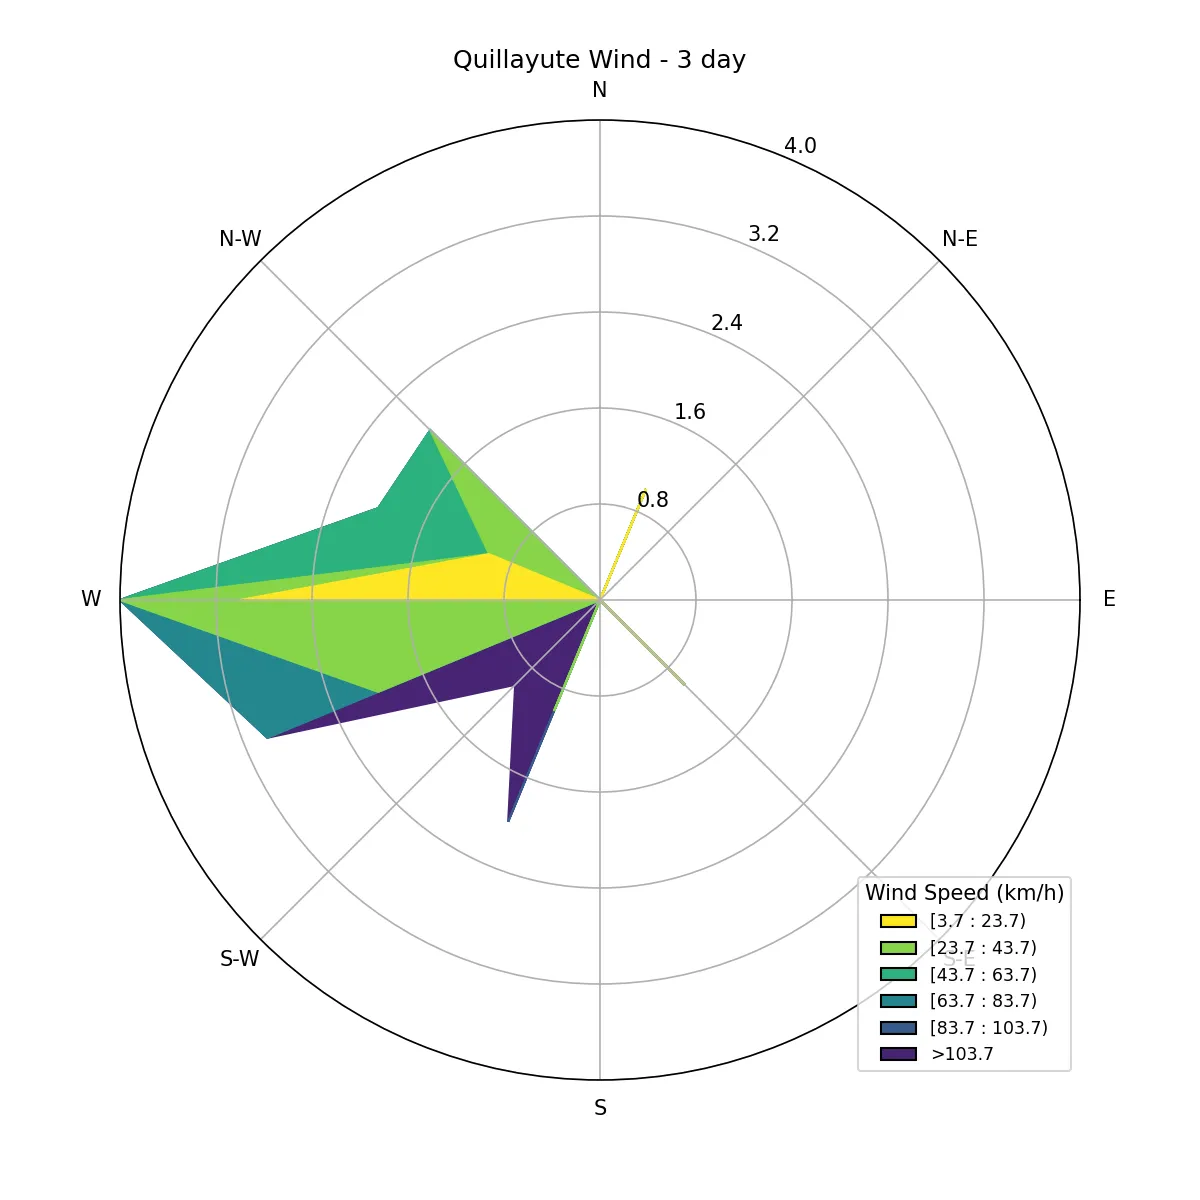 Quillayute Wind - 3 day
N
4.0
N-W
3.2
N-E
2.4
1.6
0.8
W
E
S-W
S-E
S
Wind Speed (km/h)
[3.7 : 23.7)
[23.7 : 43.7)
[43.7 : 63.7)
[63.7 : 83.7)
[83.7 : 103.7)
>103.7